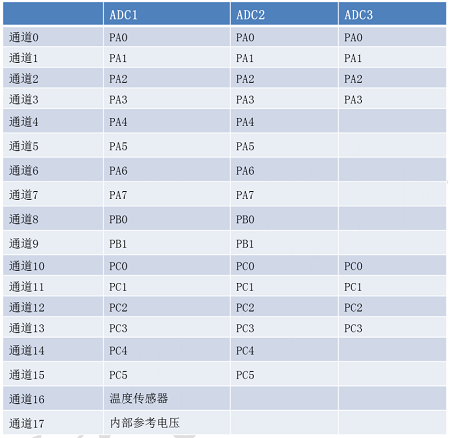 ADC1 ADC2 ADC3
通道0 PA0 PA0 PA0
通道1 PA1 PA1 PA1
通道2 PA2 PA2 PA2
通道3 PA3 PA3 PA3
通道4 PA4 PA4
通道5 PA5 PA5
通道6 PA6 PA6
通道7 PA7 PA7
通道8 PB0 PB0
通道9 PB1 PB1
通道10 PC0 PC0 PC0
通道11 PC1 PC1 PC1
通道12 PC2 PC2 PC2
通道13 PC3 PC3 PC3
通道14 PC4 PC4
通道15 PC5 PC5
通道16 温度传感器
通道17 内部参考电压